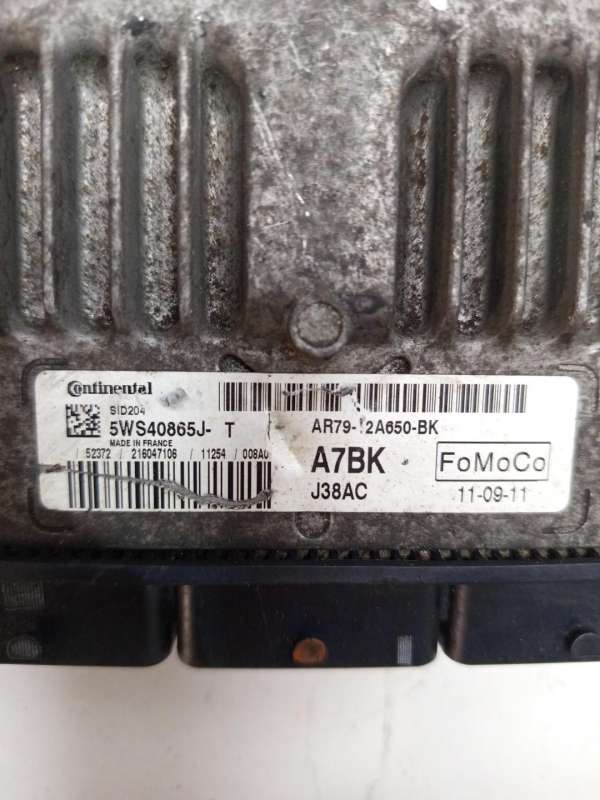 Continental
SID204
5WS40865J- T
MADE IN FRANCE
/ 52372 / 216047106 / 11254 / 008A0
AR79-12A650-BK
A7BK
FoMoCo
J38AC
11-09-11